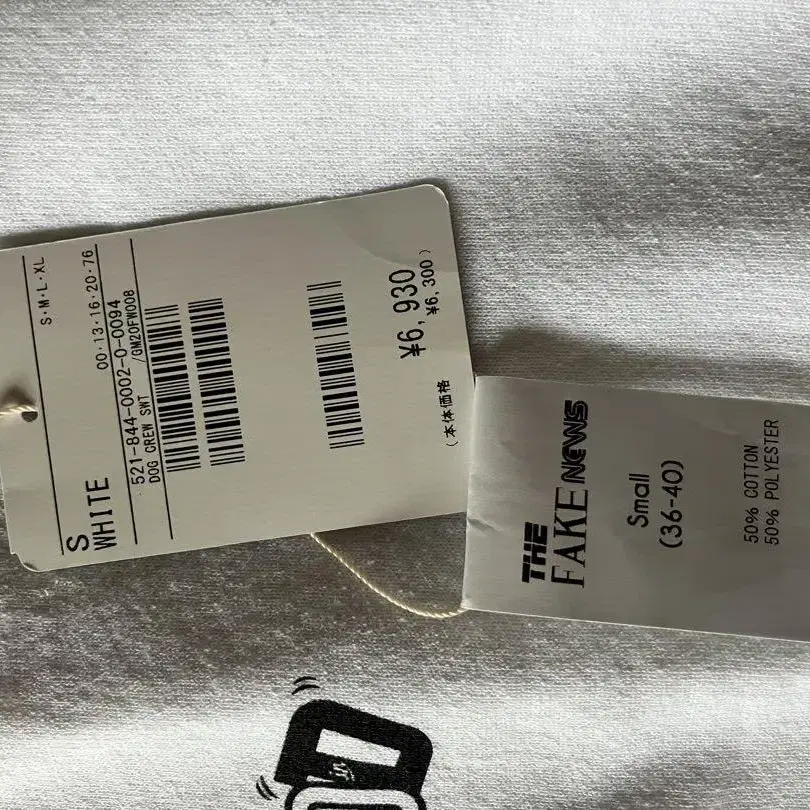 S
WHITE
S·M·L·XL
00·13·16·20·76
521-844-0002-0-0094
DOG CREW SWT
/GM20FW008
¥6,930
(本体価格 ¥6,300)
THE
FAKE NEWS
Small
(36-40)
50% COTTON
50% POLYESTER
in